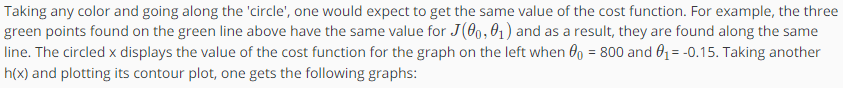 Taking any color and going along the 'circle', one would expect to get the same value of the cost function. For example, the three
green points found on the green line above have the same value for J(θ₀, θ₁) and as a result, they are found along the same
line. The circled x displays the value of the cost function for the graph on the left when θ₀ = 800 and θ₁= -0.15. Taking another
h(x) and plotting its contour plot, one gets the following graphs: